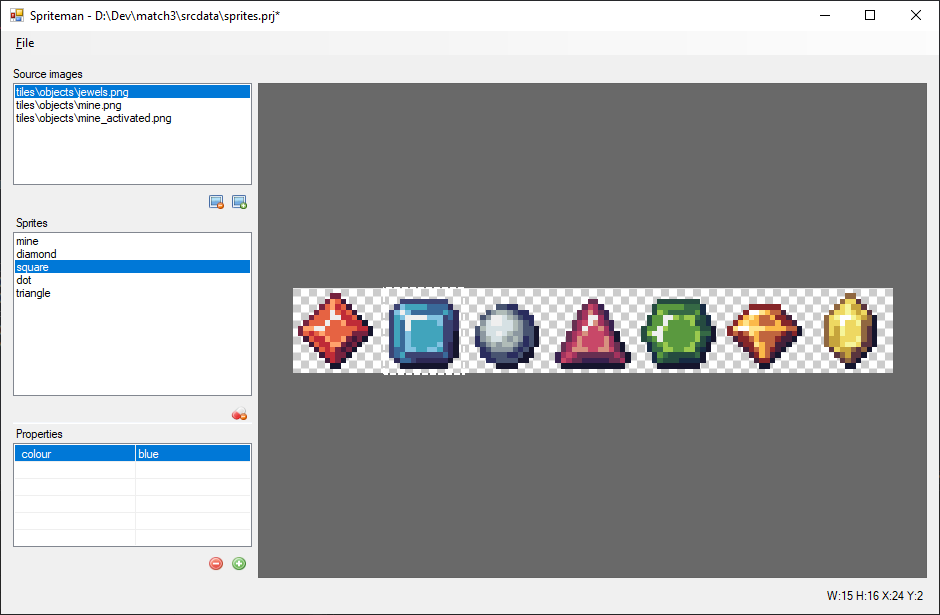 Spriteman - D:\Dev\match3\srcdata\sprites.prj*
File
Source images
tiles\objects\jewels.png
tiles\objects\mine.png
tiles\objects\mine_activated.png
Sprites
mine
diamond
square
dot
triangle
Properties
colour blue
W:15 H:16 X:24 Y:2